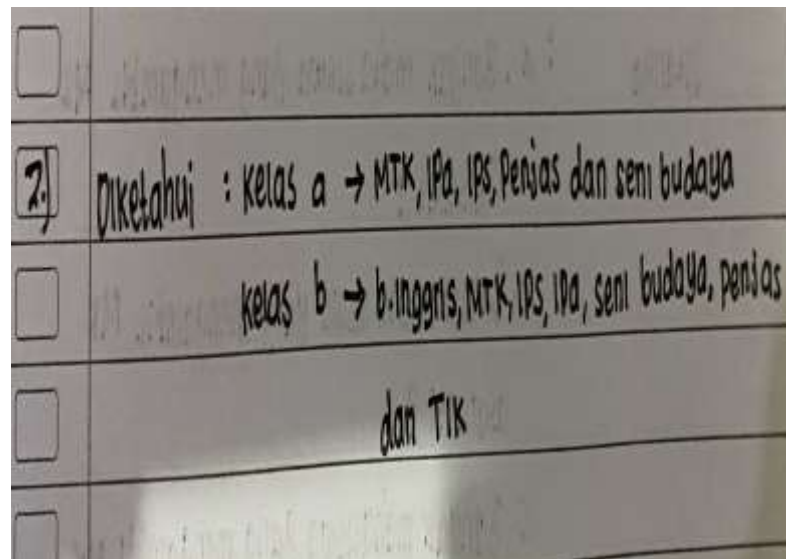 2.) Diketahui : kelas a → MTK, IPa, IPS, Penjas dan seni budaya
kelas b → b.inggris, MTK, IPS, IPa, seni budaya, penjas
dan TIK